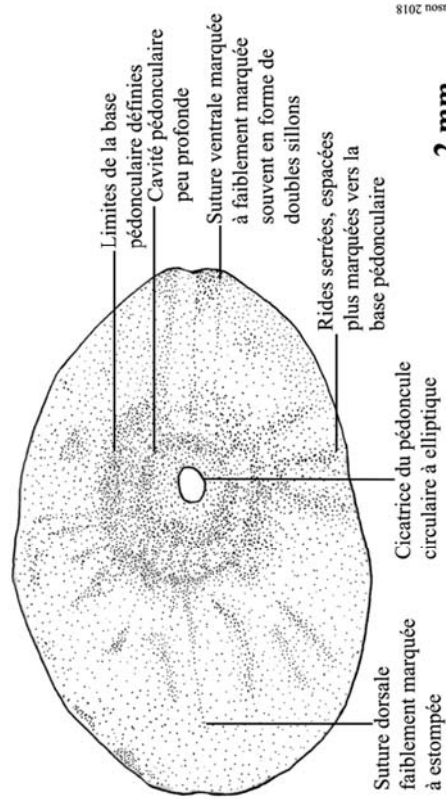 Limites de la base
pédonculaire définies
Cavité pédonculaire
peu profonde
Suture ventrale marquée
à faiblement marquée
souvent en forme de
doubles sillons
Rides serrées, espacées
plus marquées vers la
base pédonculaire
Cicatrice du pédoncule
circulaire à elliptique
Suture dorsale
faiblement marquée
à estompée
2 mm
2018